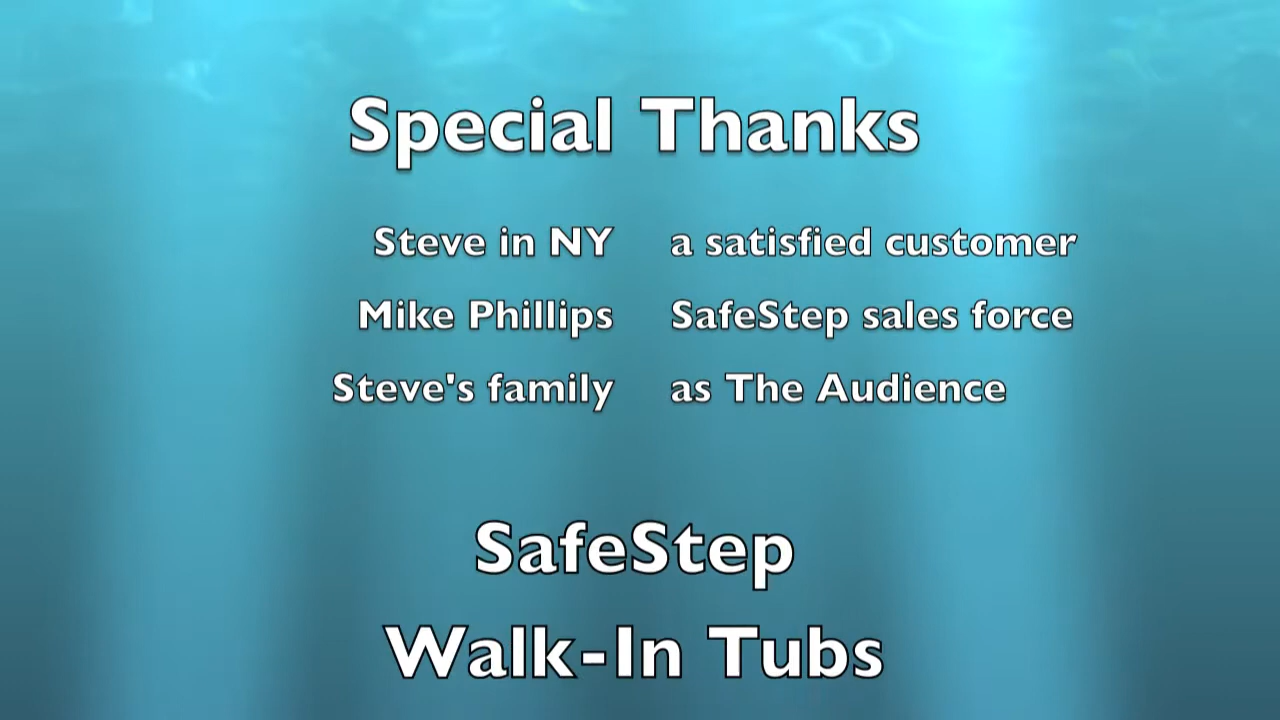 Special Thanks
Steve in NY a satisfied customer
Mike Phillips SafeStep sales force
Steve's family as The Audience
SafeStep
Walk-In Tubs